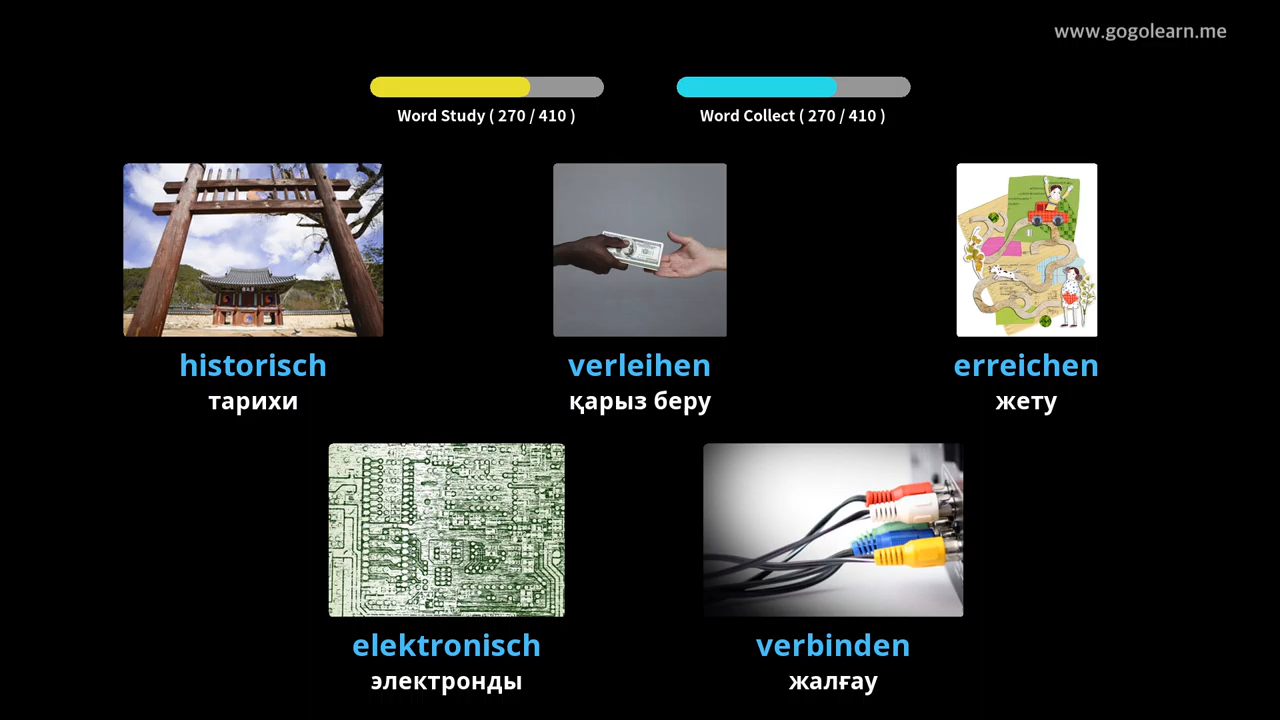 www.gogolearn.me
Word Study ( 270 / 410 )
Word Collect ( 270 / 410 )
historisch
тарихи
verleihen
қарыз беру
erreichen
жету
elektronisch
электронды
verbinden
жалғау